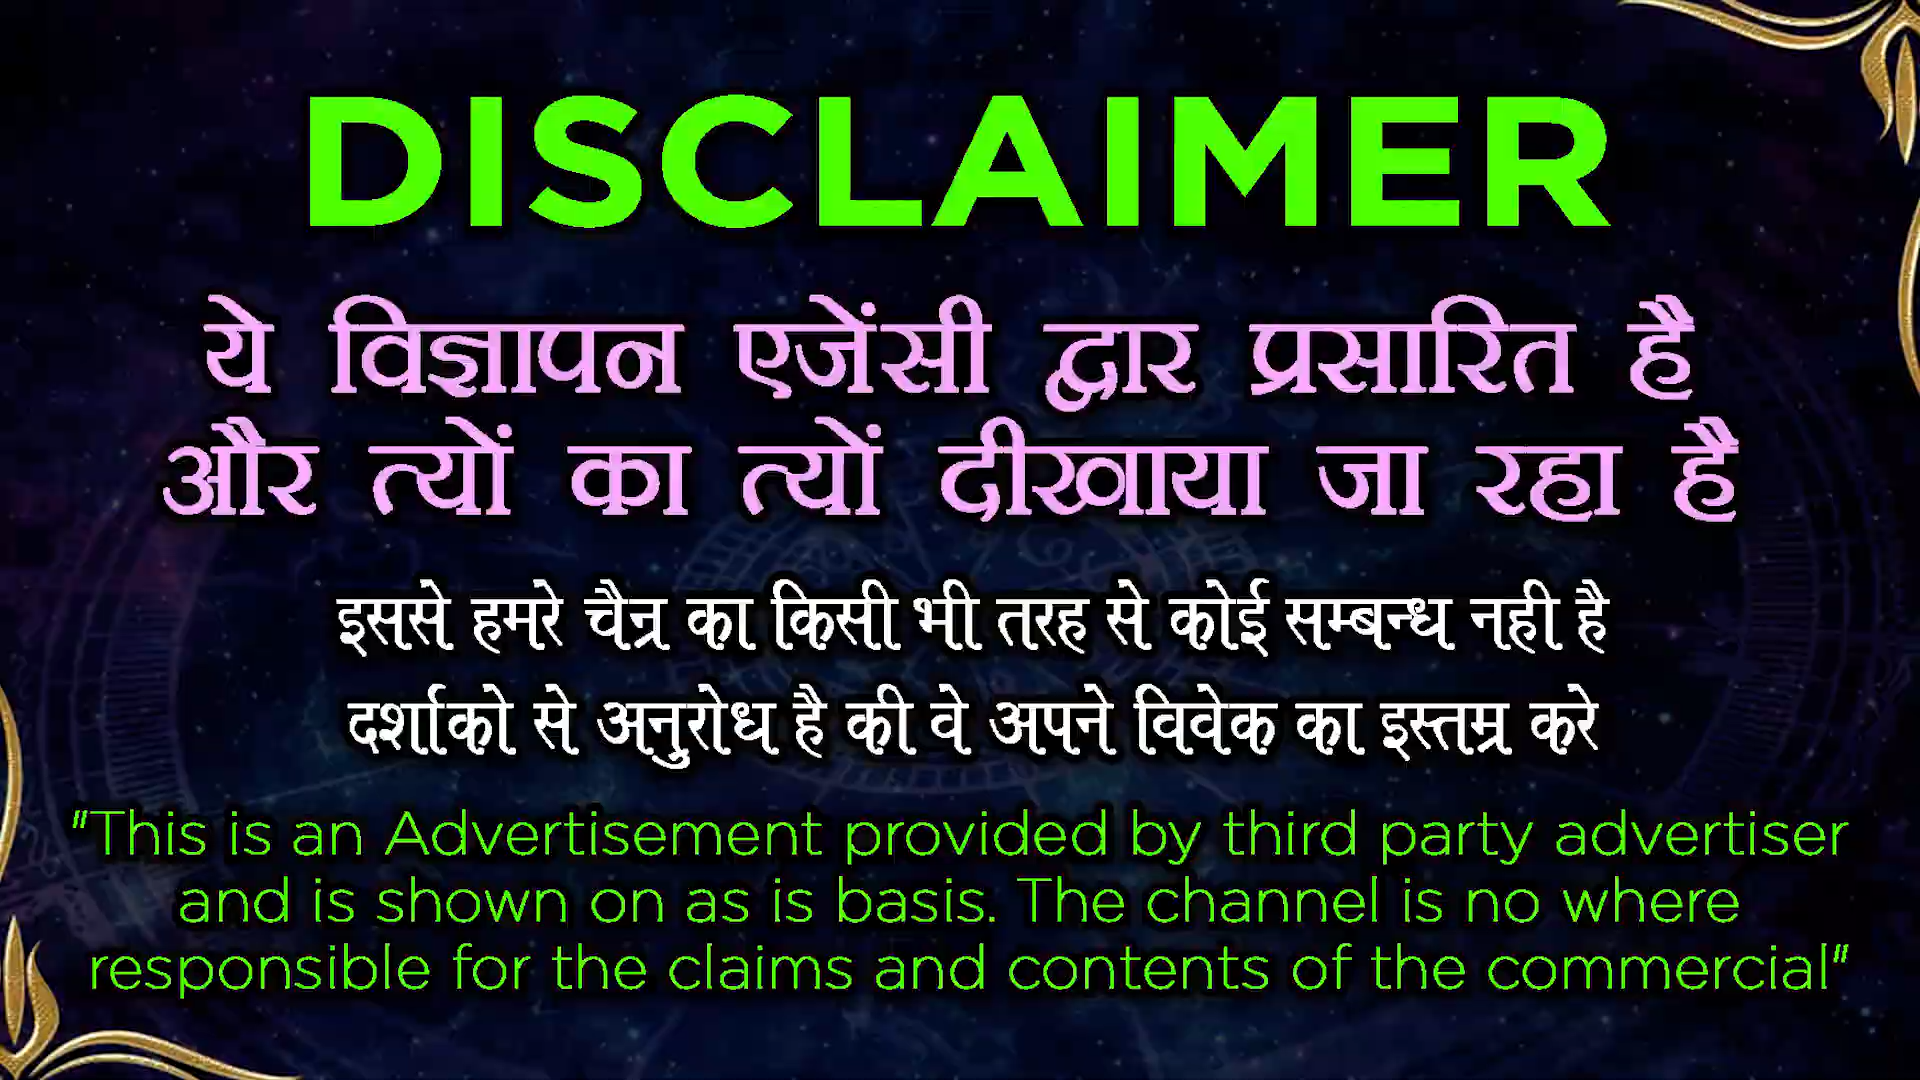 DISCLAIMER
ये विज्ञापन एजेंसी द्वार प्रसारित है
और त्यों का त्यों दीखाया जा रहा है
इससे हमरे चैन्र का किसी भी तरह से कोई सम्बन्ध नही है
दर्शाको से अनुरोध है की वे अपने विवेक का इस्तम्र करे
"This is an Advertisement provided by third party advertiser
and is shown on as is basis. The channel is no where
responsible for the claims and contents of the commercial"